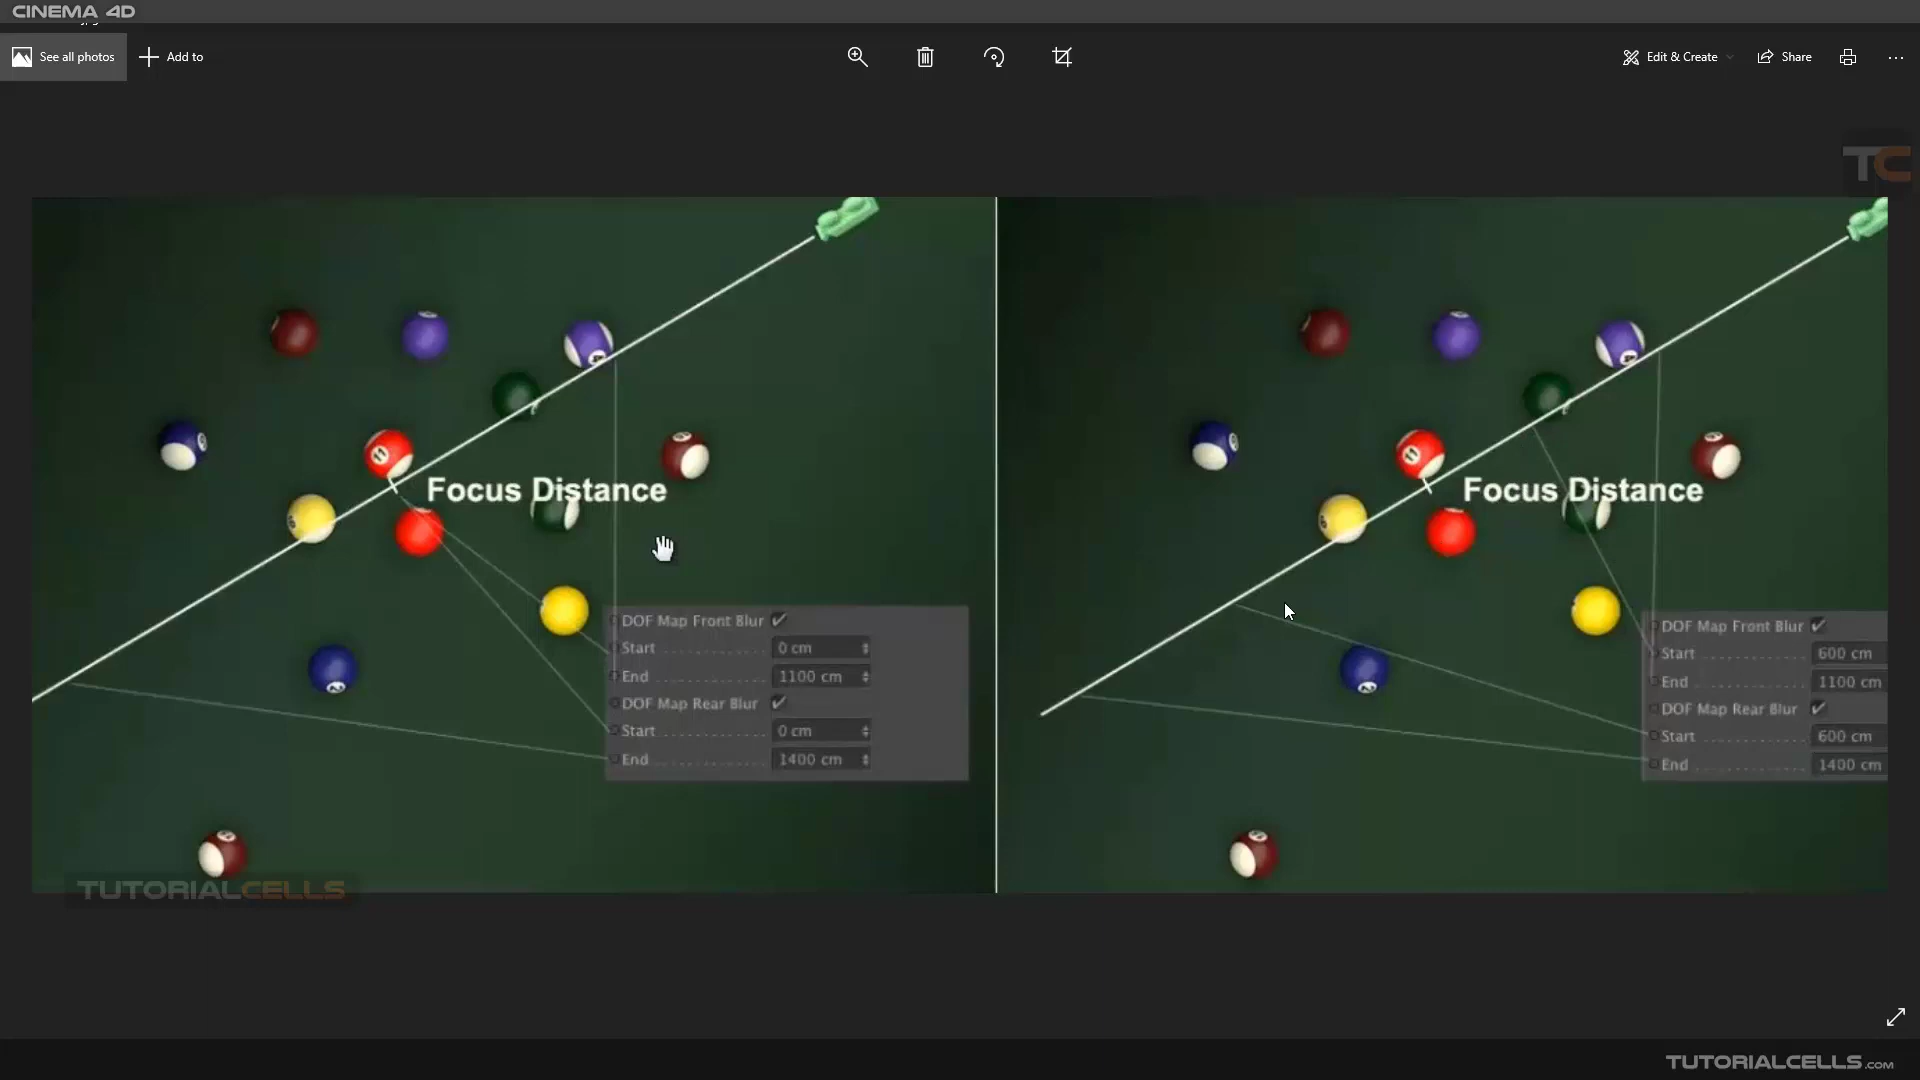 CINEMA 4D
See all photos
Add to
Edit & Create
Share
TC
Focus Distance
DOF Map Front Blur
Start 0 cm
End 1100 cm
DOF Map Rear Blur
Start 0 cm
End 1400 cm
Focus Distance
DOF Map Front Blur
Start 600 cm
End 1100 cm
DOF Map Rear Blur
Start 600 cm
End 1400 cm
11
11
TUTORIALCELLS
TUTORIALCELLS.COM